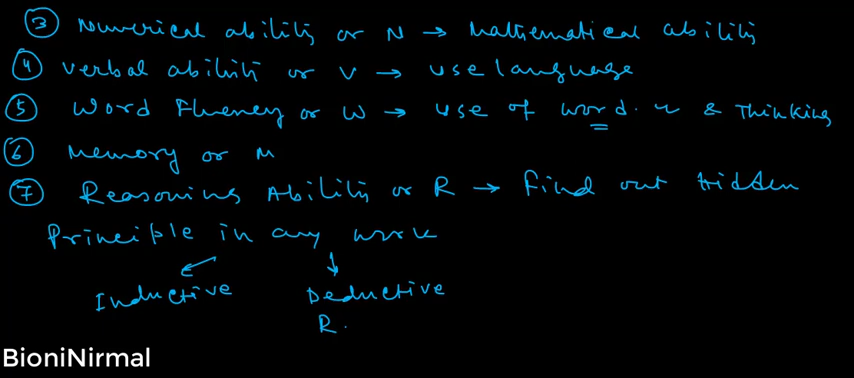 ③ Numerical ability or N → Mathematical ability
④ Verbal ability or V → use language
⑤ Word Fluency or W → use of word. & Thinking
⑥ Memory or M
⑦ Reasoning Ability or R → Find out Hidden
Principle in any work
Inductive Deductive
R.
BioniNirmal